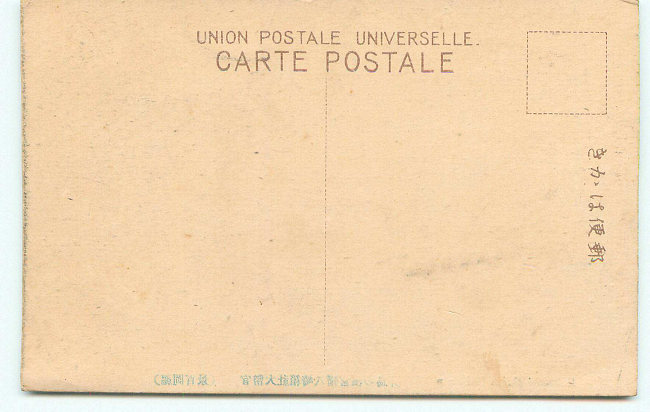 UNION POSTALE UNIVERSELLE.
CARTE POSTALE
郵便はかき